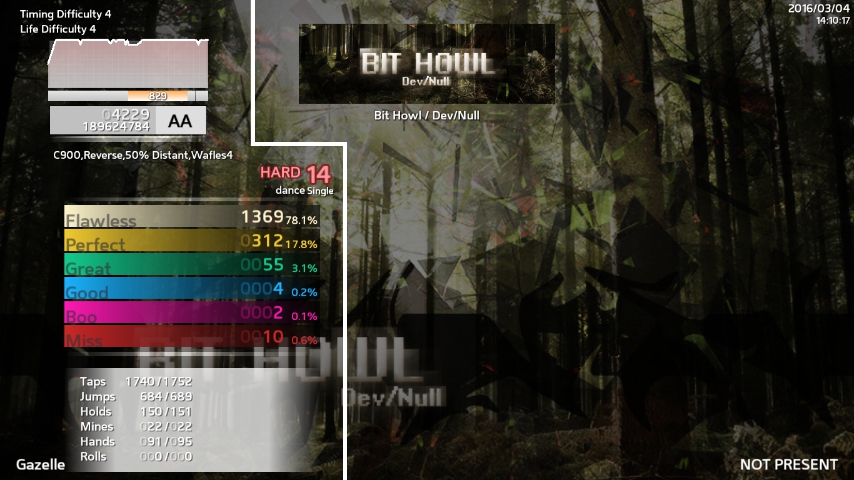 Timing Difficulty 4
Life Difficulty 4
2016/03/04
14:10:17
BIT HOWL
Dev/Null
Bit Howl / Dev/Null
829
04229
189624784
AA
C900,Reverse,50% Distant,Wafles4
HARD 14
dance Single
Flawless 1369 78.1%
Perfect 0312 17.8%
Great 0055 3.1%
Good 0004 0.2%
Boo 0002 0.1%
Miss 0010 0.6%
BIT HOWL
Dev/Null
Taps 1740/1752
Jumps 684/689
Holds 150/151
Mines 022/022
Hands 091/095
Rolls 000/000
Gazelle
NOT PRESENT